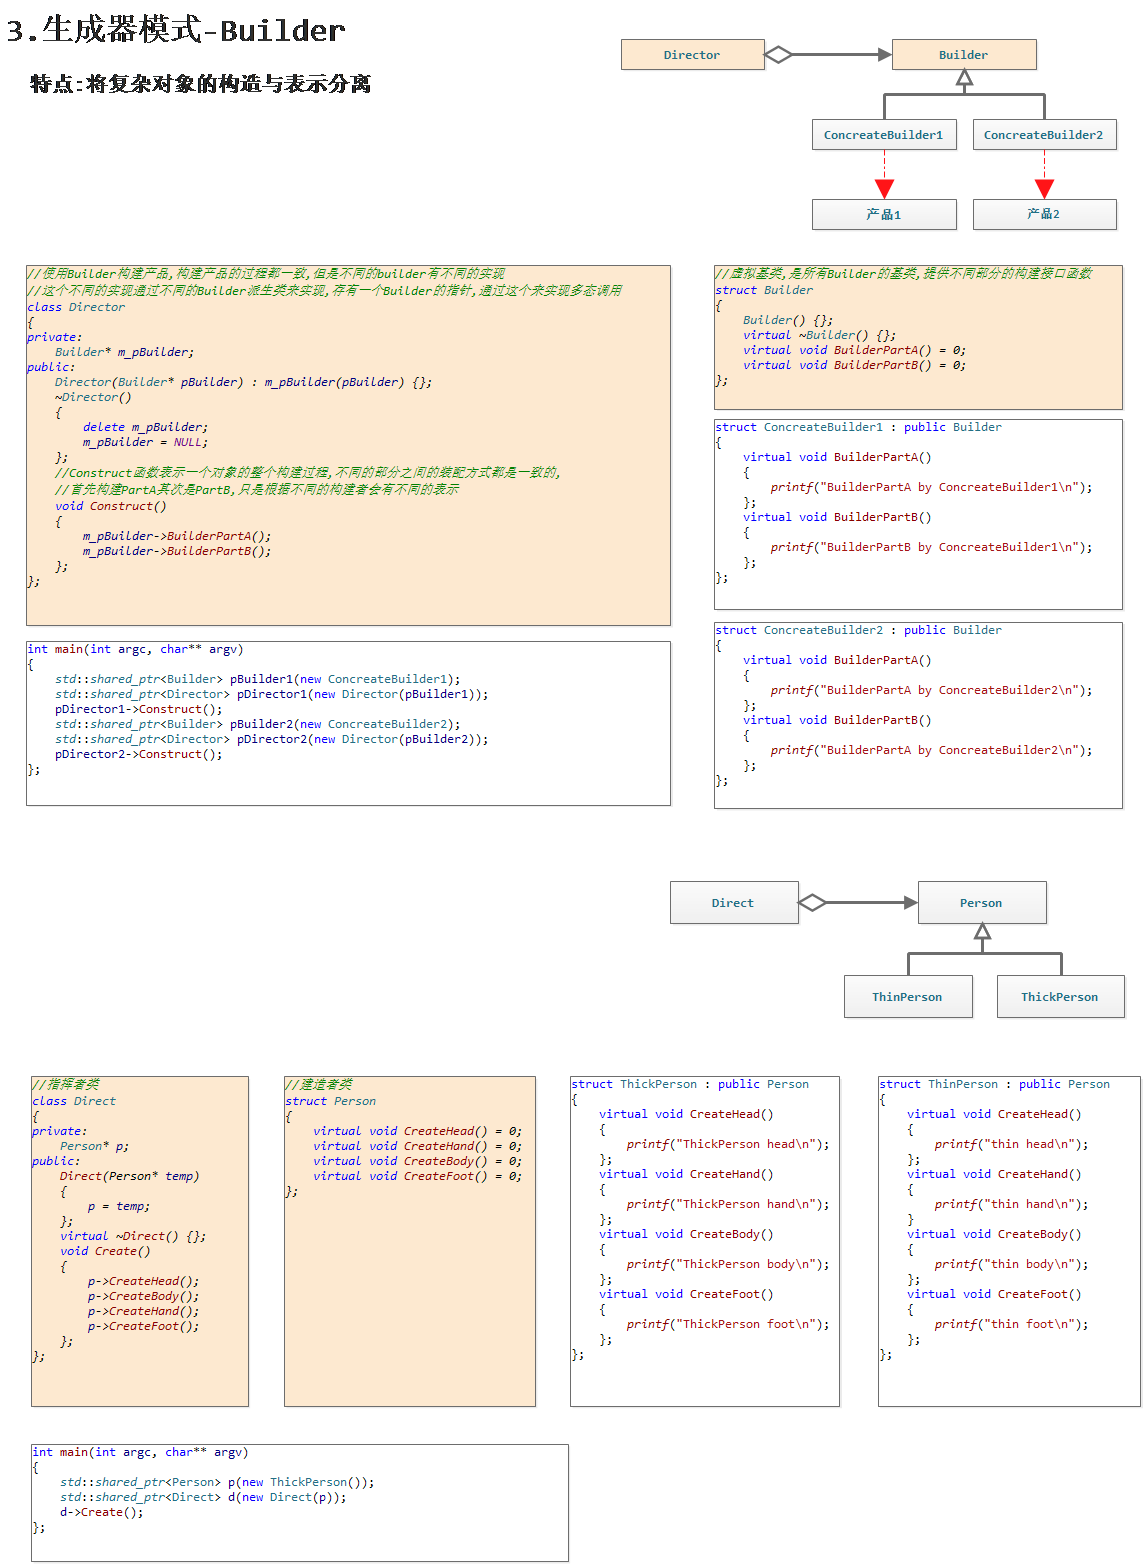 3.生成器模式-Builder
特点:将复杂对象的构造与表示分离
Director
Builder
ConcreateBuilder1
ConcreateBuilder2
产品1
产品2
//使用Builder构建产品,构建产品的过程都一致,但是不同的builder有不同的实现
//这个不同的实现通过不同的Builder派生类来实现,存有一个Builder的指针,通过这个来实现多态调用
class Director
{
private:
    Builder* m_pBuilder;
public:
    Director(Builder* pBuilder) : m_pBuilder(pBuilder) {};
    ~Director()
    {
        delete m_pBuilder;
        m_pBuilder = NULL;
    };
    //Construct函数表示一个对象的整个构建过程,不同的部分之间的装配方式都是一致的,
    //首先构建PartA其次是PartB,只是根据不同的构建者会有不同的表示
    void Construct()
    {
        m_pBuilder->BuilderPartA();
        m_pBuilder->BuilderPartB();
    };
};
//虚拟基类,是所有Builder的基类,提供不同部分的构建接口函数
struct Builder
{
    Builder() {};
    virtual ~Builder() {};
    virtual void BuilderPartA() = 0;
    virtual void BuilderPartB() = 0;
};
struct ConcreateBuilder1 : public Builder
{
    virtual void BuilderPartA()
    {
        printf("BuilderPartA by ConcreateBuilder1\n");
    };
    virtual void BuilderPartB()
    {
        printf("BuilderPartB by ConcreateBuilder1\n");
    };
};
int main(int argc, char** argv)
{
    std::shared_ptr<Builder> pBuilder1(new ConcreateBuilder1);
    std::shared_ptr<Director> pDirector1(new Director(pBuilder1));
    pDirector1->Construct();
    std::shared_ptr<Builder> pBuilder2(new ConcreateBuilder2);
    std::shared_ptr<Director> pDirector2(new Director(pBuilder2));
    pDirector2->Construct();
};
struct ConcreateBuilder2 : public Builder
{
    virtual void BuilderPartA()
    {
        printf("BuilderPartA by ConcreateBuilder2\n");
    };
    virtual void BuilderPartB()
    {
        printf("BuilderPartA by ConcreateBuilder2\n");
    };
};
Direct
Person
ThinPerson
ThickPerson
//指挥者类
class Direct
{
private:
    Person* p;
public:
    Direct(Person* temp)
    {
        p = temp;
    };
    virtual ~Direct() {};
    void Create()
    {
        p->CreateHead();
        p->CreateBody();
        p->CreateHand();
        p->CreateFoot();
    };
};
//建造者类
struct Person
{
    virtual void CreateHead() = 0;
    virtual void CreateHand() = 0;
    virtual void CreateBody() = 0;
    virtual void CreateFoot() = 0;
};
struct ThickPerson : public Person
{
    virtual void CreateHead()
    {
        printf("ThickPerson head\n");
    };
    virtual void CreateHand()
    {
        printf("ThickPerson hand\n");
    };
    virtual void CreateBody()
    {
        printf("ThickPerson body\n");
    };
    virtual void CreateFoot()
    {
        printf("ThickPerson foot\n");
    };
};
struct ThinPerson : public Person
{
    virtual void CreateHead()
    {
        printf("thin head\n");
    };
    virtual void CreateHand()
    {
        printf("thin hand\n");
    }
    virtual void CreateBody()
    {
        printf("thin body\n");
    };
    virtual void CreateFoot()
    {
        printf("thin foot\n");
    };
};
int main(int argc, char** argv)
{
    std::shared_ptr<Person> p(new ThickPerson());
    std::shared_ptr<Direct> d(new Direct(p));
    d->Create();
};